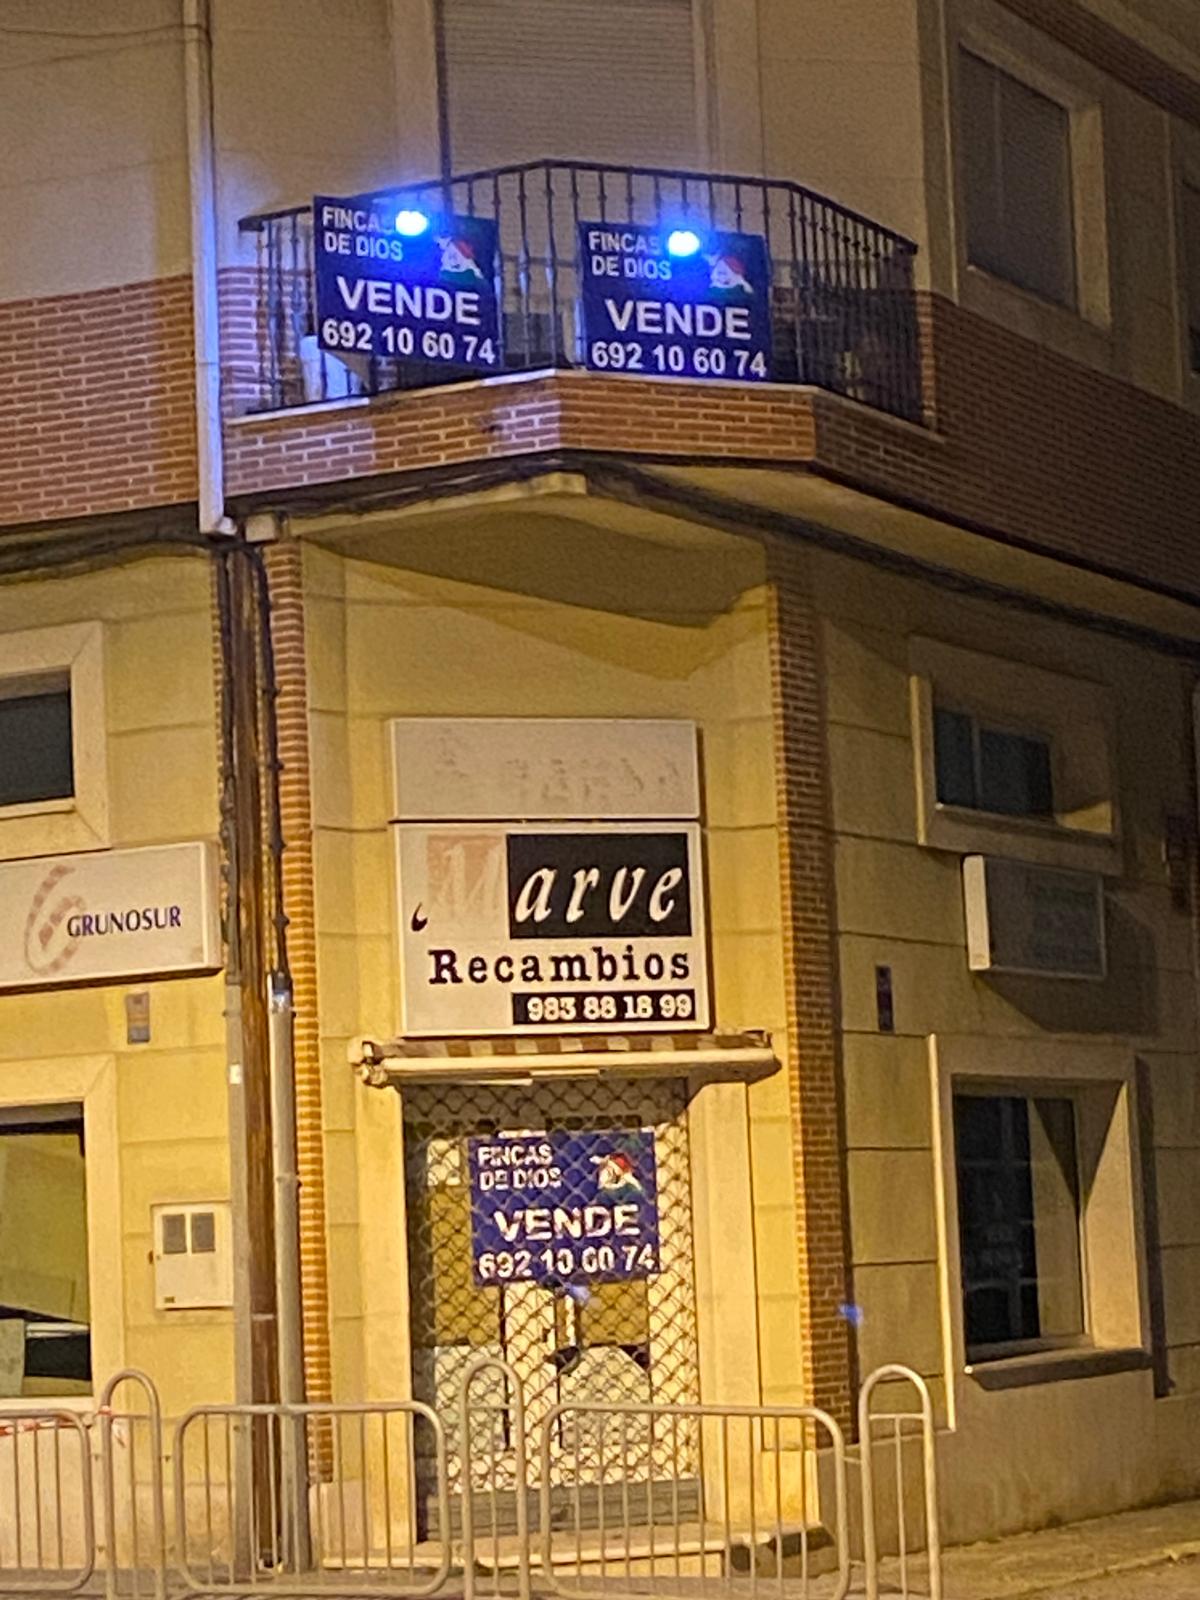 FINCAS
DE DIOS
VENDE
692 10 60 74
FINCAS
DE DIOS
VENDE
692 10 60 74
GRUNOSUR
Marve
Recambios
983 88 18 99
FINCAS
DE DIOS
VENDE
692 10 60 74